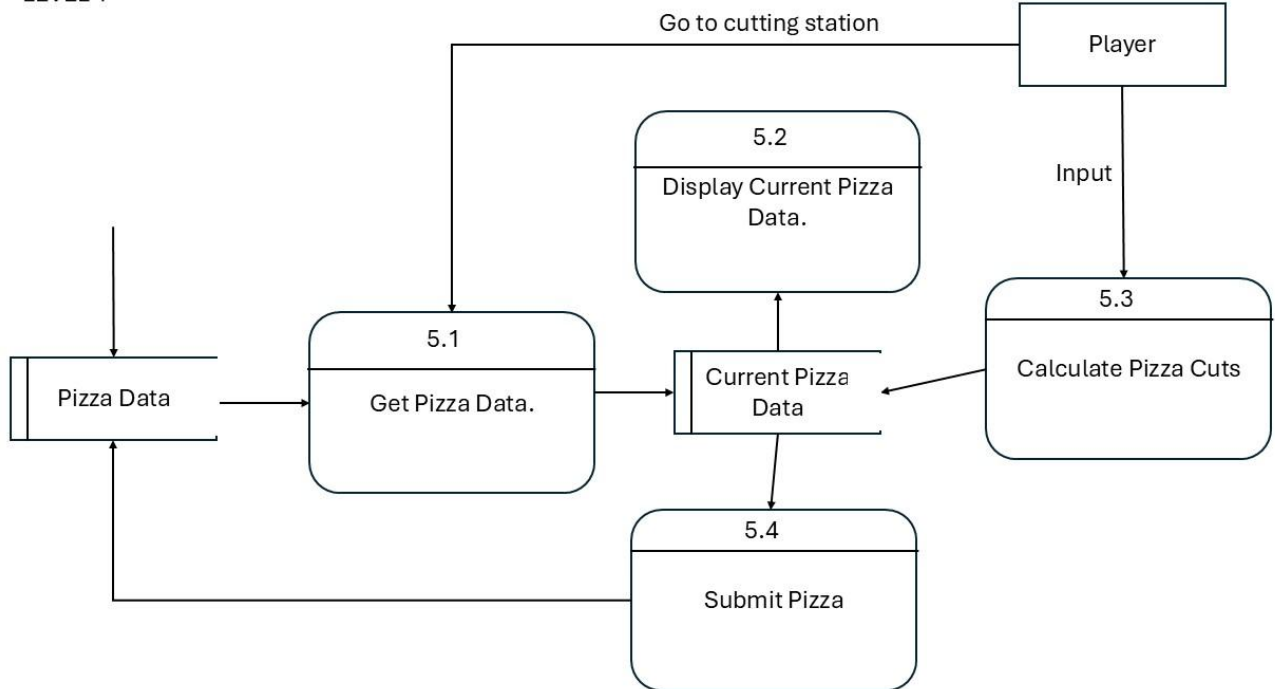 Go to cutting station
Player
5.2
Display Current Pizza
Data.
Input
5.3
Calculate Pizza Cuts
5.1
Get Pizza Data.
Pizza Data
Current Pizza
Data
5.4
Submit Pizza